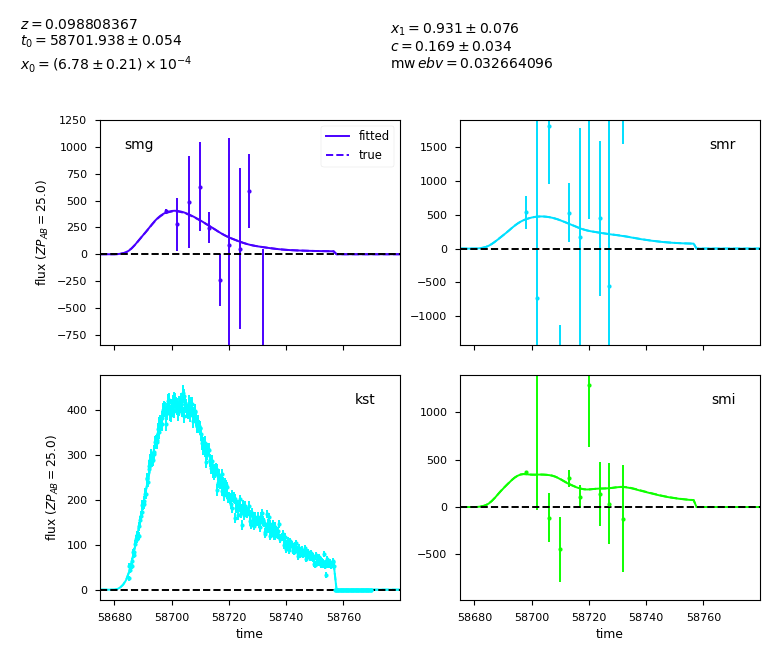 z = 0.098808367
t₀ = 58701.938 ± 0.054
x₀ = (6.78 ± 0.21) × 10⁻⁴
x₁ = 0.931 ± 0.076
c = 0.169 ± 0.034
mw ebv = 0.032664096
smg
fitted
true
flux (ZP_AB = 25.0)
1250
1000
750
500
250
0
−250
−500
−750
smr
1500
1000
500
0
−500
−1000
kst
flux (ZP_AB = 25.0)
400
300
200
100
0
58680 58700 58720 58740 58760
time
smi
1000
500
0
−500
58680 58700 58720 58740 58760
time